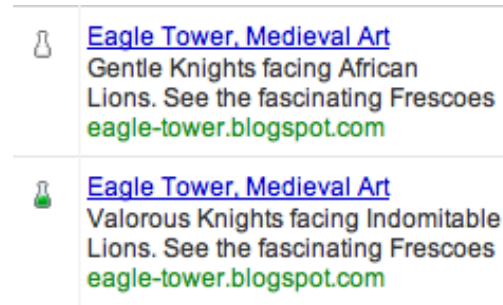 Eagle Tower, Medieval Art
Gentle Knights facing African
Lions. See the fascinating Frescoes
eagle-tower.blogspot.com
Eagle Tower, Medieval Art
Valorous Knights facing Indomitable
Lions. See the fascinating Frescoes
eagle-tower.blogspot.com